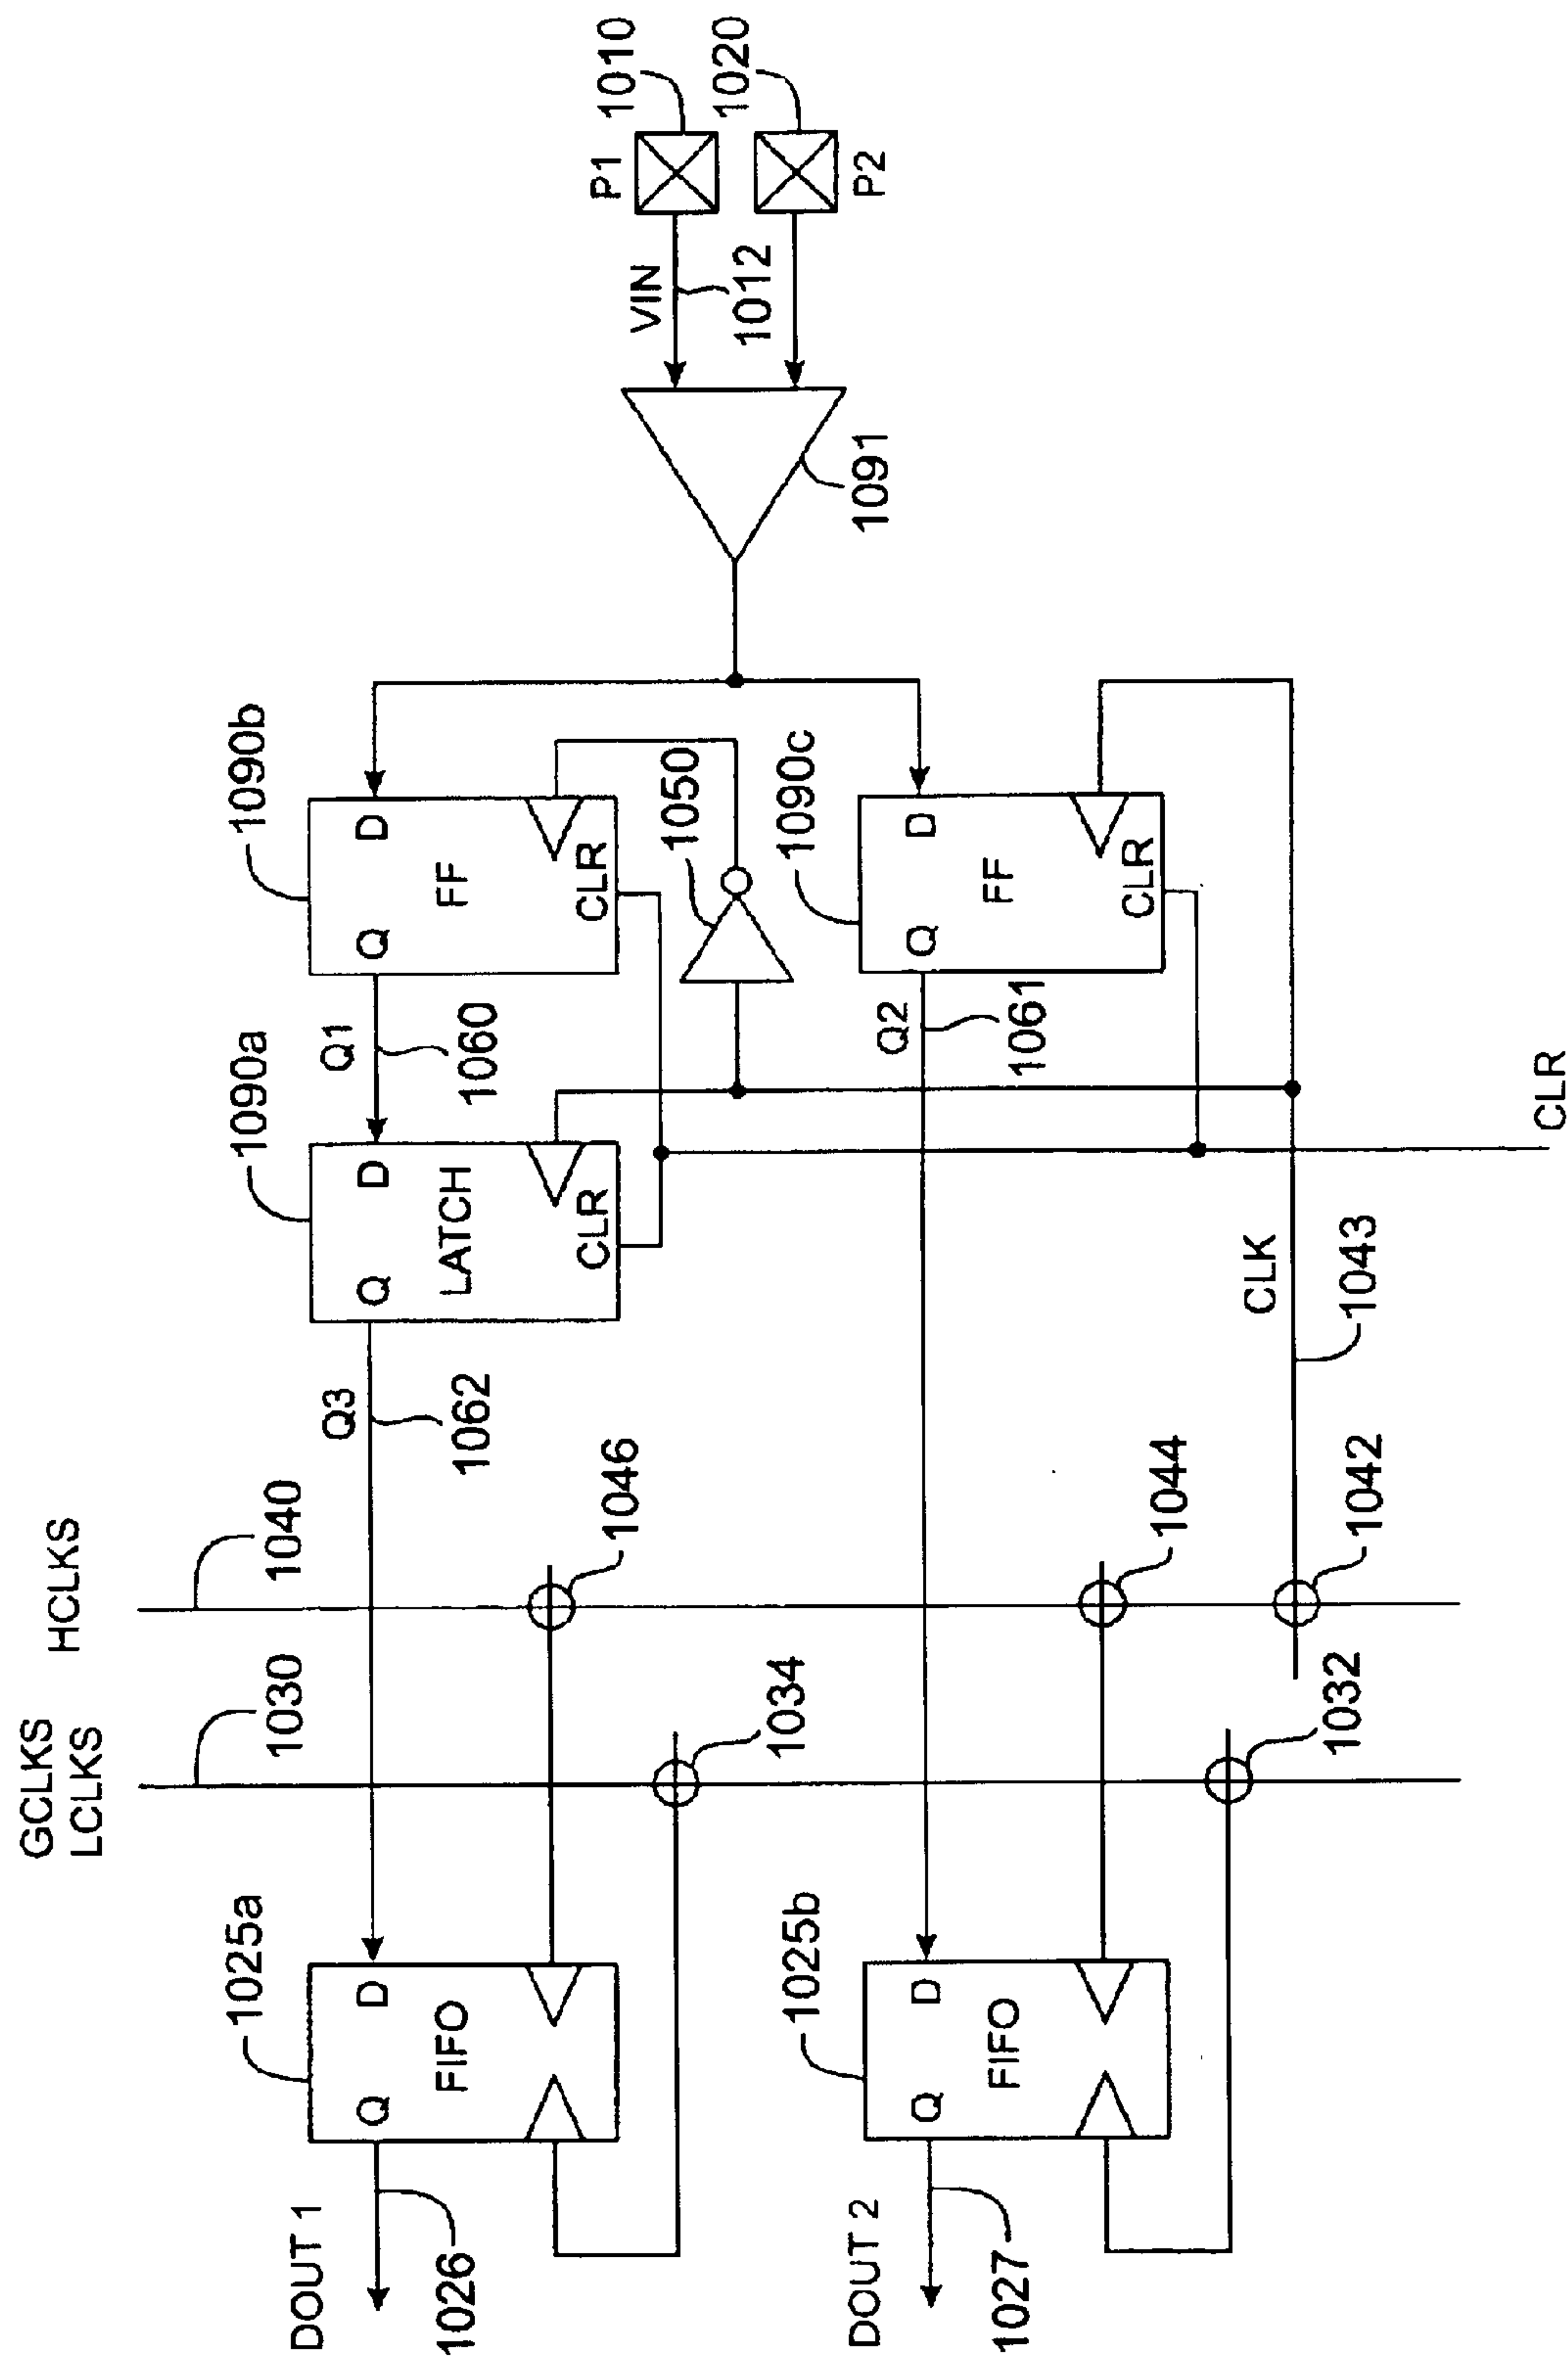 GCLKS
LCLKS
HCLKS
1030
1040
DOUT 1
1026
1025a
Q
D
FIFO
1034
1046
Q3
1062
1090a
Q
D
LATCH
CLR
Q1
1060
1090b
Q
D
FF
CLR
1050
P1
1010
VIN
1012
1020
P2
1091
DOUT 2
1027
1025b
Q
D
FIFO
1032
1044
1042
CLK
1043
Q2
1061
1090c
Q
D
FF
CLR
CLR